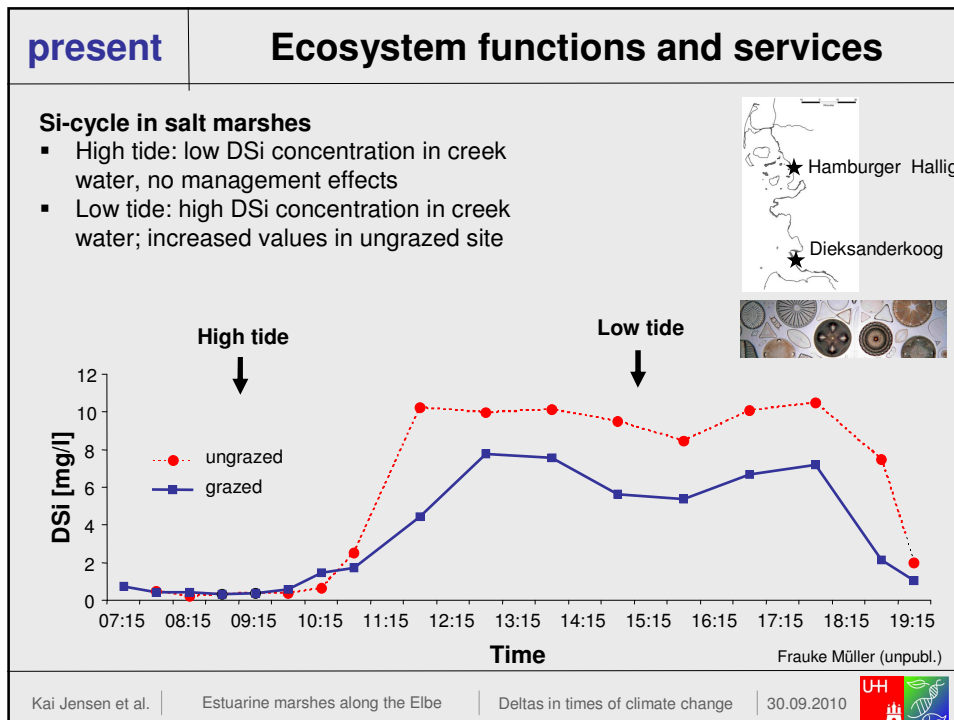 present
Ecosystem functions and services
Si-cycle in salt marshes
▪ High tide: low DSi concentration in creek
water, no management effects
▪ Low tide: high DSi concentration in creek
water; increased values in ungrazed site
Hamburger Hallig
Dieksanderkoog
High tide
Low tide
DSi [mg/l]
12
10
8
6
4
2
0
ungrazed
grazed
07:15 08:15 09:15 10:15 11:15 12:15 13:15 14:15 15:15 16:15 17:15 18:15 19:15
Time
Frauke Müller (unpubl.)
Kai Jensen et al. Estuarine marshes along the Elbe Deltas in times of climate change 30.09.2010
UHH